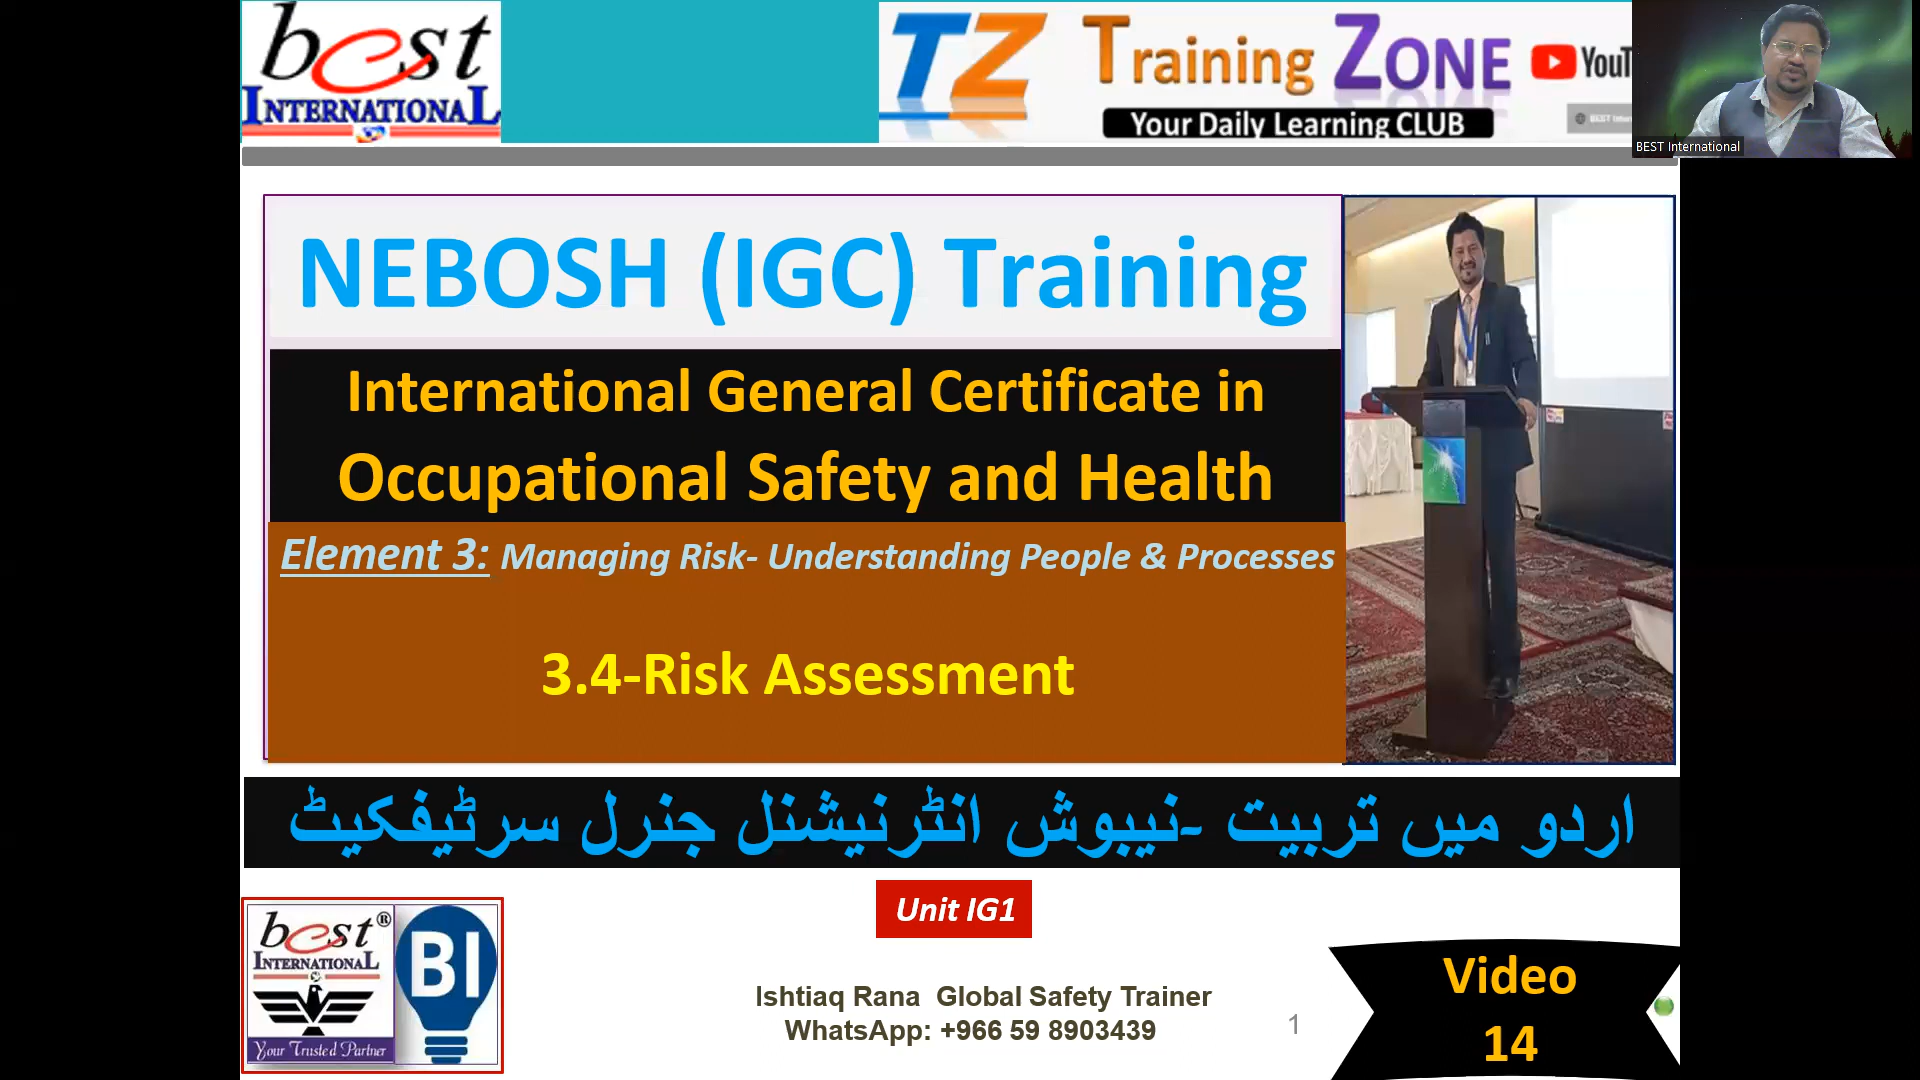 best
INTERNATIONAL
TZ Training ZONE
Your Daily Learning CLUB
BEST International
NEBOSH (IGC) Training
International General Certificate in
Occupational Safety and Health
Element 3: Managing Risk- Understanding People & Processes
3.4-Risk Assessment
اردو میں تربیت -نیبوش انٹرنیشنل جنرل سرٹیفکیٹ
Unit IG1
best®
INTERNATIONAL
BI
Your Trusted Partner
Ishtiaq Rana Global Safety Trainer
WhatsApp: +966 59 8903439
1
Video
14